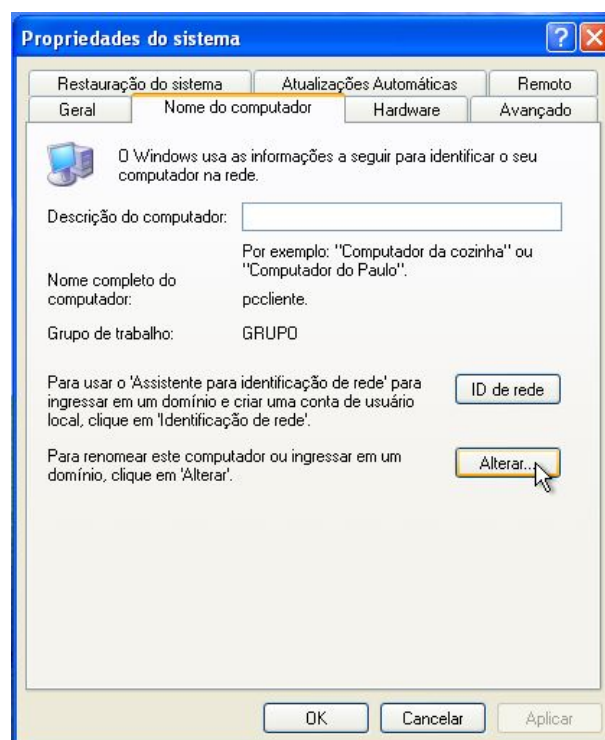 Propriedades do sistema
Restauração do sistema
Atualizações Automáticas
Remoto
Geral
Nome do computador
Hardware
Avançado
O Windows usa as informações a seguir para identificar o seu
computador na rede.
Descrição do computador:
Por exemplo: "Computador da cozinha" ou
"Computador do Paulo".
Nome completo do
computador:
pccliente.
Grupo de trabalho:
GRUPO
Para usar o 'Assistente para identificação de rede' para
ingressar em um domínio e criar uma conta de usuário
local, clique em 'Identificação de rede'.
ID de rede
Para renomear este computador ou ingressar em um
domínio, clique em 'Alterar'.
Alterar...
OK
Cancelar
Aplicar